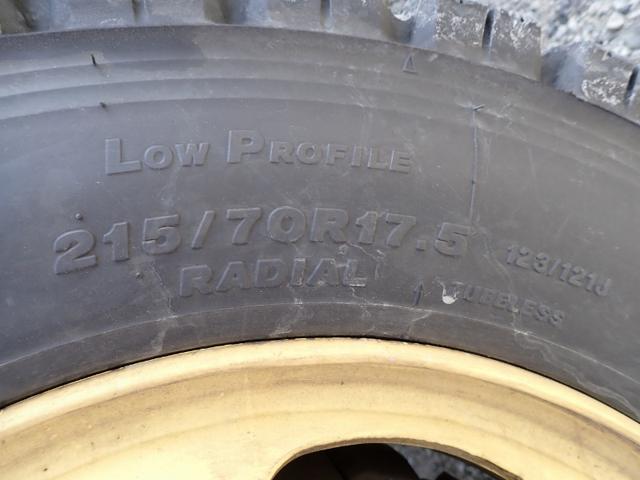 LOW PROFILE
215/70R17.5 123/121J
RADIAL TUBELESS